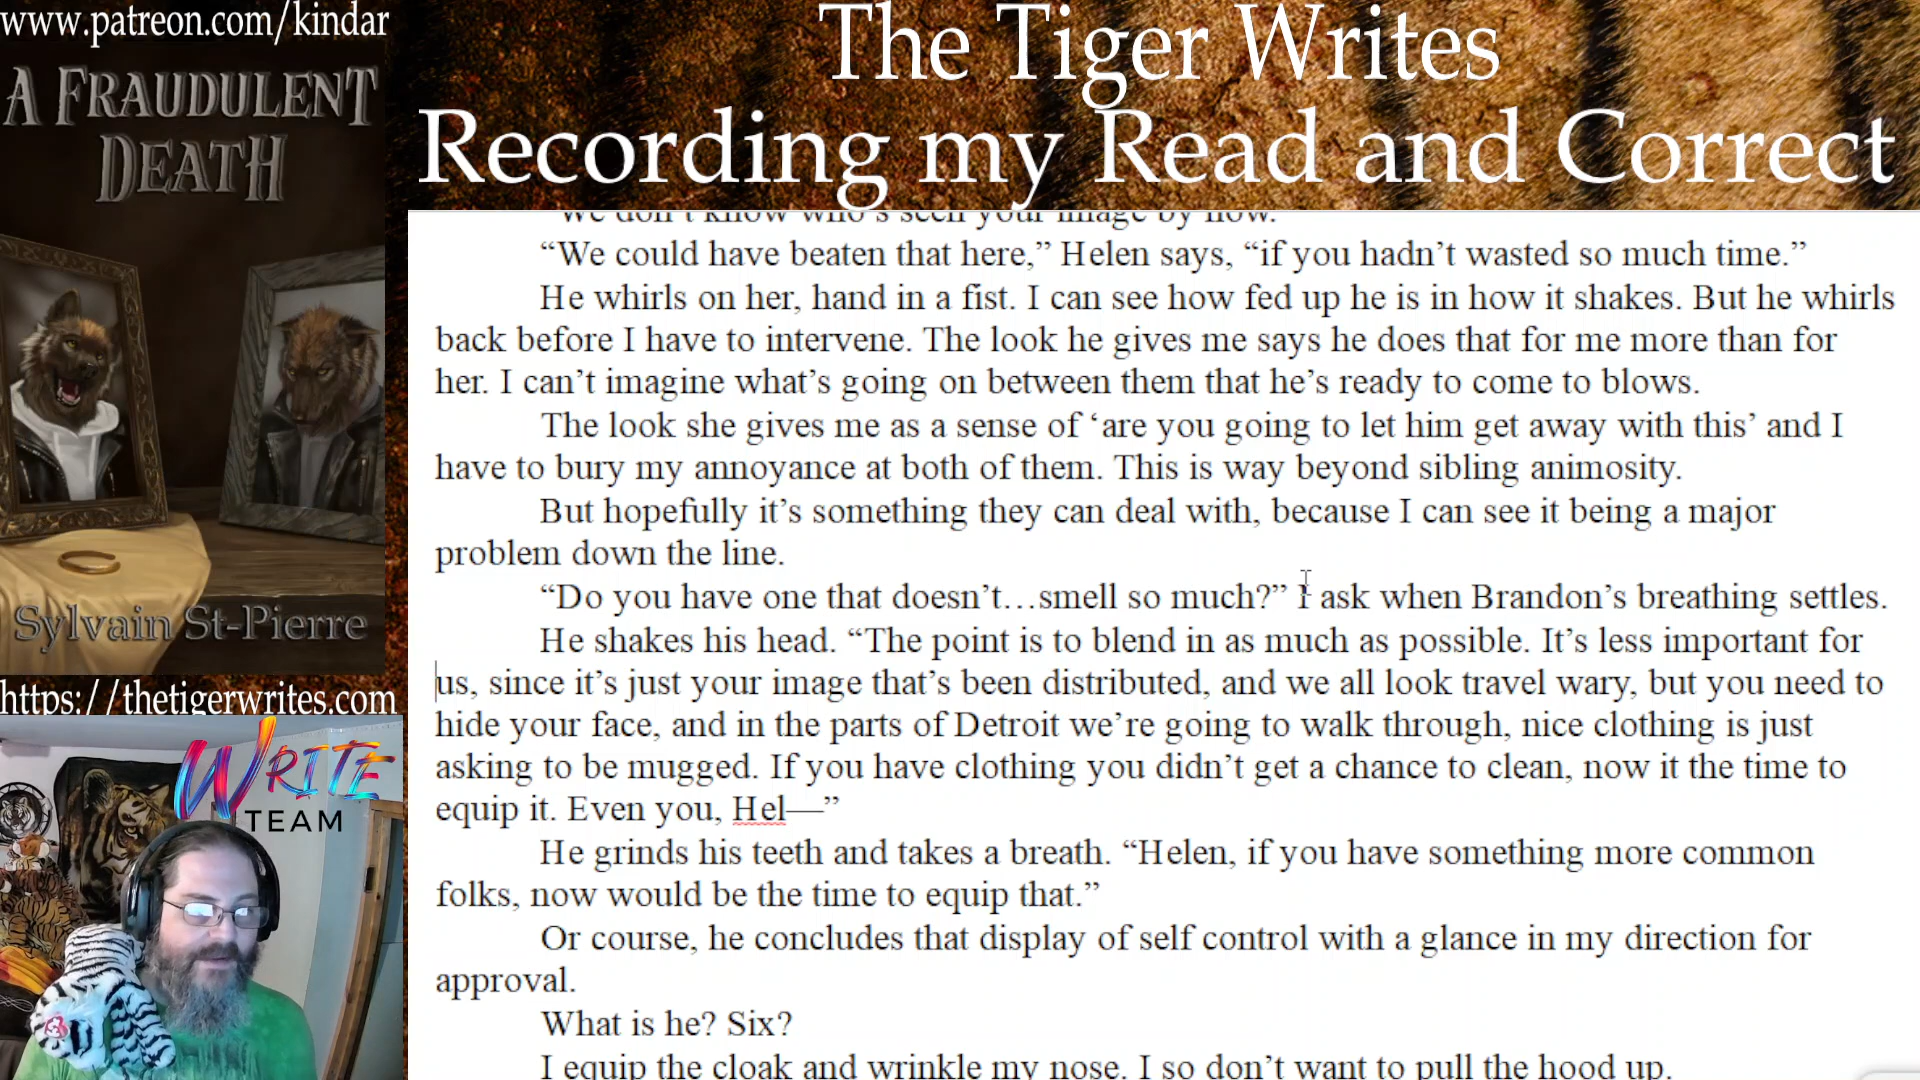 www.patreon.com/kindar
A FRAUDULENT
DEATH
Sylvain St-Pierre
https://thetigerwrites.com
WRITE
TEAM
The Tiger Writes
Recording my Read and Correct
“We don’t know who’s seen your image by now.
“We could have beaten that here,” Helen says, “if you hadn’t wasted so much time.”
He whirls on her, hand in a fist. I can see how fed up he is in how it shakes. But he whirls
back before I have to intervene. The look he gives me says he does that for me more than for
her. I can’t imagine what’s going on between them that he’s ready to come to blows.
The look she gives me as a sense of ‘are you going to let him get away with this’ and I
have to bury my annoyance at both of them. This is way beyond sibling animosity.
But hopefully it’s something they can deal with, because I can see it being a major
problem down the line.
“Do you have one that doesn’t…smell so much?” I ask when Brandon’s breathing settles.
He shakes his head. “The point is to blend in as much as possible. It’s less important for
us, since it’s just your image that’s been distributed, and we all look travel wary, but you need to
hide your face, and in the parts of Detroit we’re going to walk through, nice clothing is just
asking to be mugged. If you have clothing you didn’t get a chance to clean, now it the time to
equip it. Even you, Hel—”
He grinds his teeth and takes a breath. “Helen, if you have something more common
folks, now would be the time to equip that.”
Or course, he concludes that display of self control with a glance in my direction for
approval.
What is he? Six?
I equip the cloak and wrinkle my nose. I so don’t want to pull the hood up.